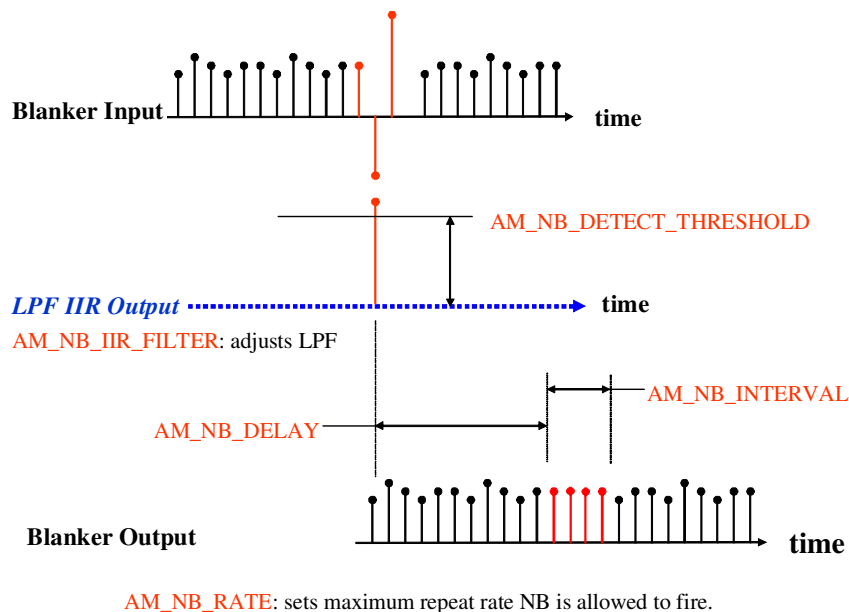 Blanker Input
time
AM_NB_DETECT_THRESHOLD
LPF IIR Output
time
AM_NB_IIR_FILTER: adjusts LPF
AM_NB_INTERVAL
AM_NB_DELAY
Blanker Output
time
AM_NB_RATE: sets maximum repeat rate NB is allowed to fire.